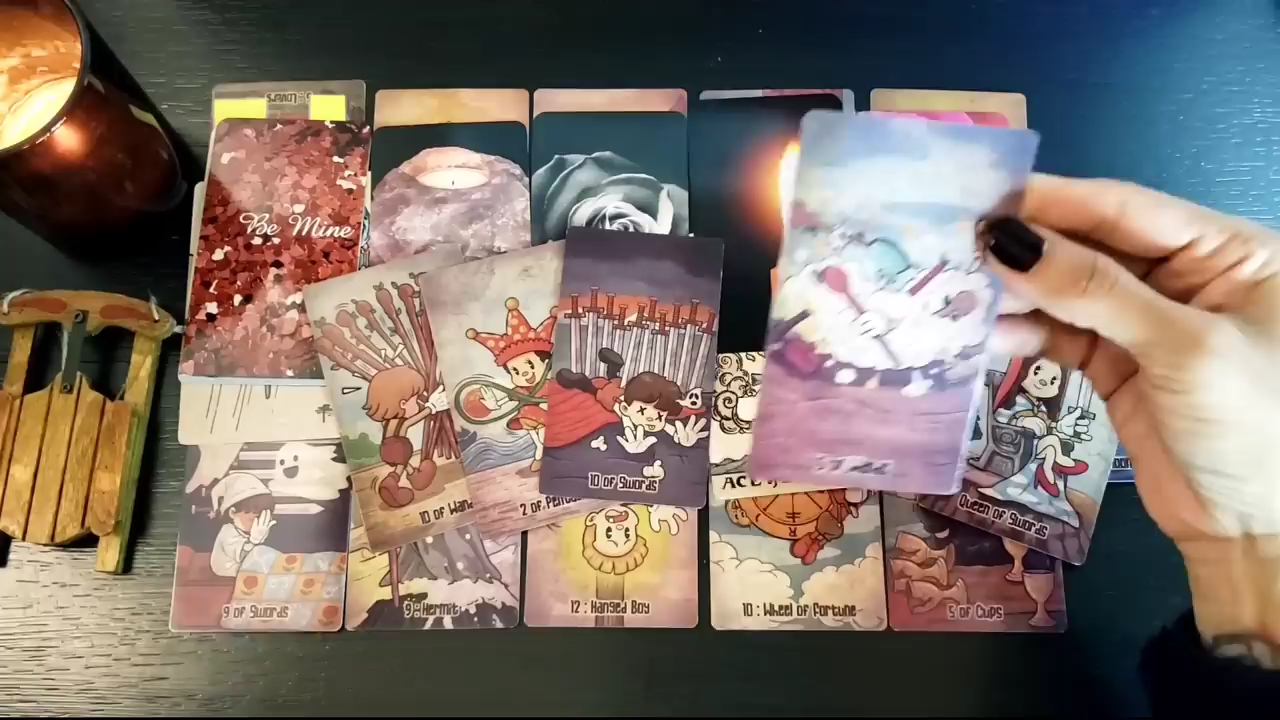 Be Mine
10 of Wan
2 of Pent
10 of Swords
Queen of Swords
9 of Swords
9 : Hermit
12 : Hanged Boy
10 : Wheel of Fortune
5 of Cups